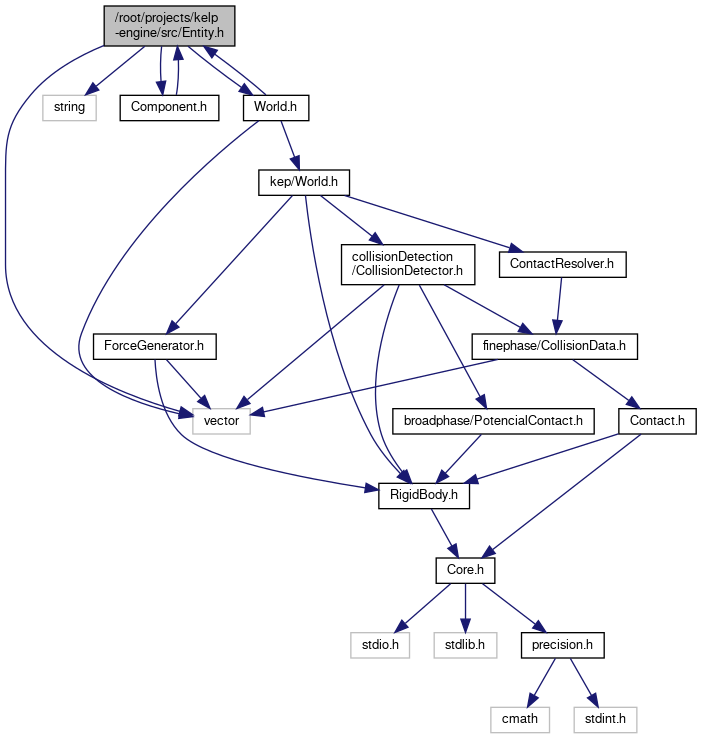 /root/projects/kelp
-engine/src/Entity.h
string
Component.h
World.h
kep/World.h
collisionDetection
/CollisionDetector.h
ContactResolver.h
ForceGenerator.h
finephase/CollisionData.h
vector
broadphase/PotencialContact.h
Contact.h
RigidBody.h
Core.h
stdio.h
stdlib.h
precision.h
cmath
stdint.h